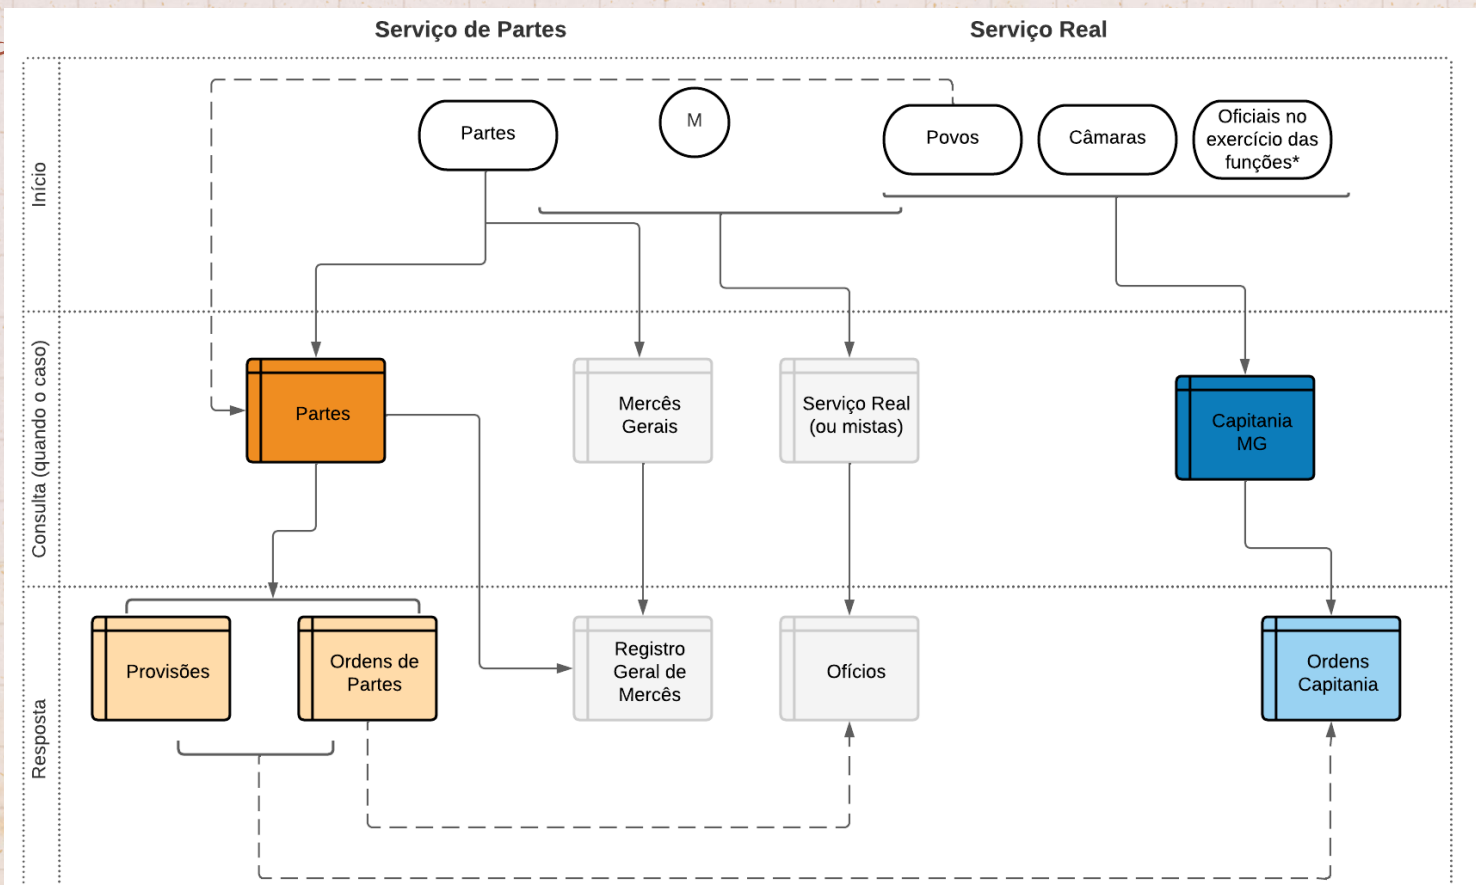 Serviço de Partes
Serviço Real
Início
Partes
M
Povos
Câmaras
Oficiais no
exercício das
funções*
Consulta (quando o caso)
Partes
Mercês
Gerais
Serviço Real
(ou mistas)
Capitania
MG
Resposta
Provisões
Ordens de
Partes
Registro
Geral de
Mercês
Ofícios
Ordens
Capitania